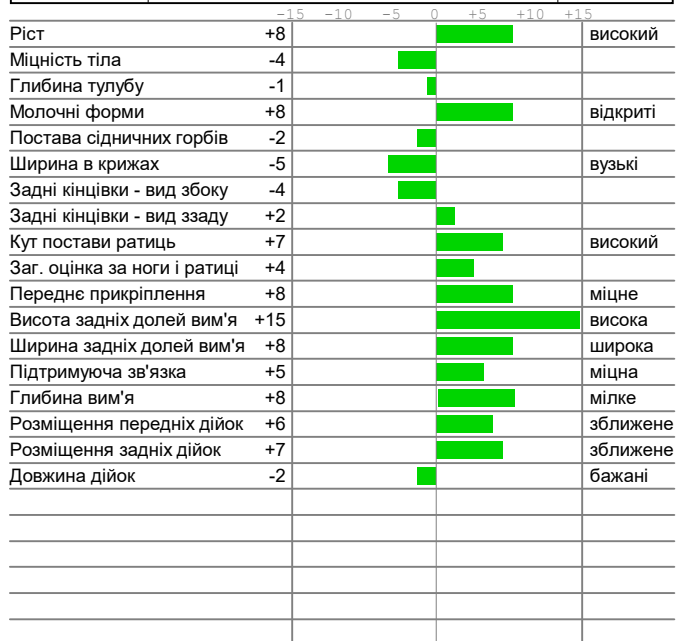 -15 -10 -5 0 +5 +10 +15
Ріст +8 високий
Міцність тіла -4
Глибина тулубу -1
Молочні форми +8 відкриті
Постава сідничних горбів -2
Ширина в крижах -5 вузькі
Задні кінцівки - вид збоку -4
Задні кінцівки - вид ззаду +2
Кут постави ратиць +7 високий
Заг. оцінка за ноги і ратиці +4
Переднє прикріплення +8 міцне
Висота задніх долей вим'я +15 висока
Ширина задніх долей вим'я +8 широка
Підтримуюча зв'язка +5 міцна
Глибина вим'я +8 мілке
Розміщення передніх дійок +6 зближене
Розміщення задніх дійок +7 зближене
Довжина дійок -2 бажані